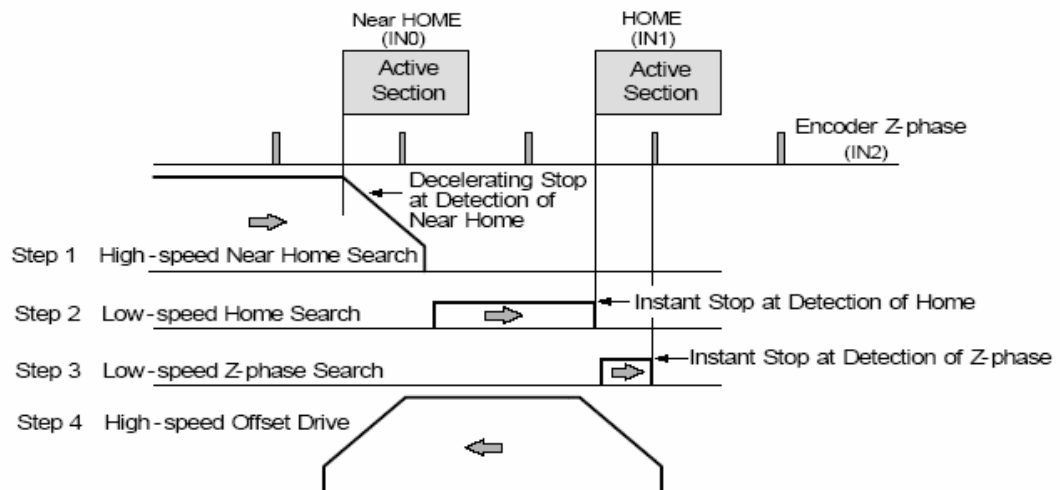 Near HOME
(IN0)
HOME
(IN1)
Active
Section
Active
Section
Encoder Z-phase
(IN2)
Decelerating Stop
at Detection of
Near Home
Step 1 High-speed Near Home Search
Step 2 Low-speed Home Search
Instant Stop at Detection of Home
Step 3 Low-speed Z-phase Search
Instant Stop at Detection of Z-phase
Step 4 High-speed Offset Drive